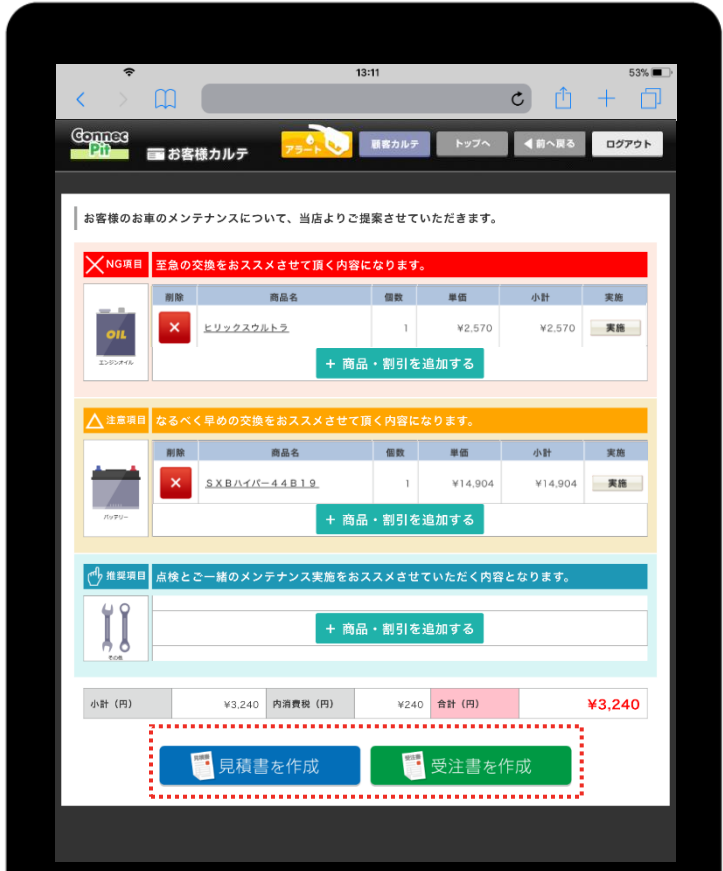 13:11
53%
Connec
Pit
お客様カルテ
アラート
顧客カルテ
トップへ
◀前へ戻る
ログアウト
お客様のお車のメンテナンスについて、当店よりご提案させていただきます。
NG項目 至急の交換をおススメさせて頂く内容になります。
削除 商品名 個数 単価 小計 実施
OIL
エンジンオイル
ヒリックスウルトラ 1 ¥2,570 ¥2,570 実施
+ 商品・割引を追加する
注意項目 なるべく早めの交換をおススメさせて頂く内容になります。
削除 商品名 個数 単価 小計 実施
バッテリー
ＳＸＢハイパー４４Ｂ１９ 1 ¥14,904 ¥14,904 実施
+ 商品・割引を追加する
推奨項目 点検とご一緒のメンテナンス実施をおススメさせていただく内容となります。
その他
+ 商品・割引を追加する
小計（円） ¥3,240 内消費税（円） ¥240 合計（円） ¥3,240
見積書 見積書を作成
受注書 受注書を作成